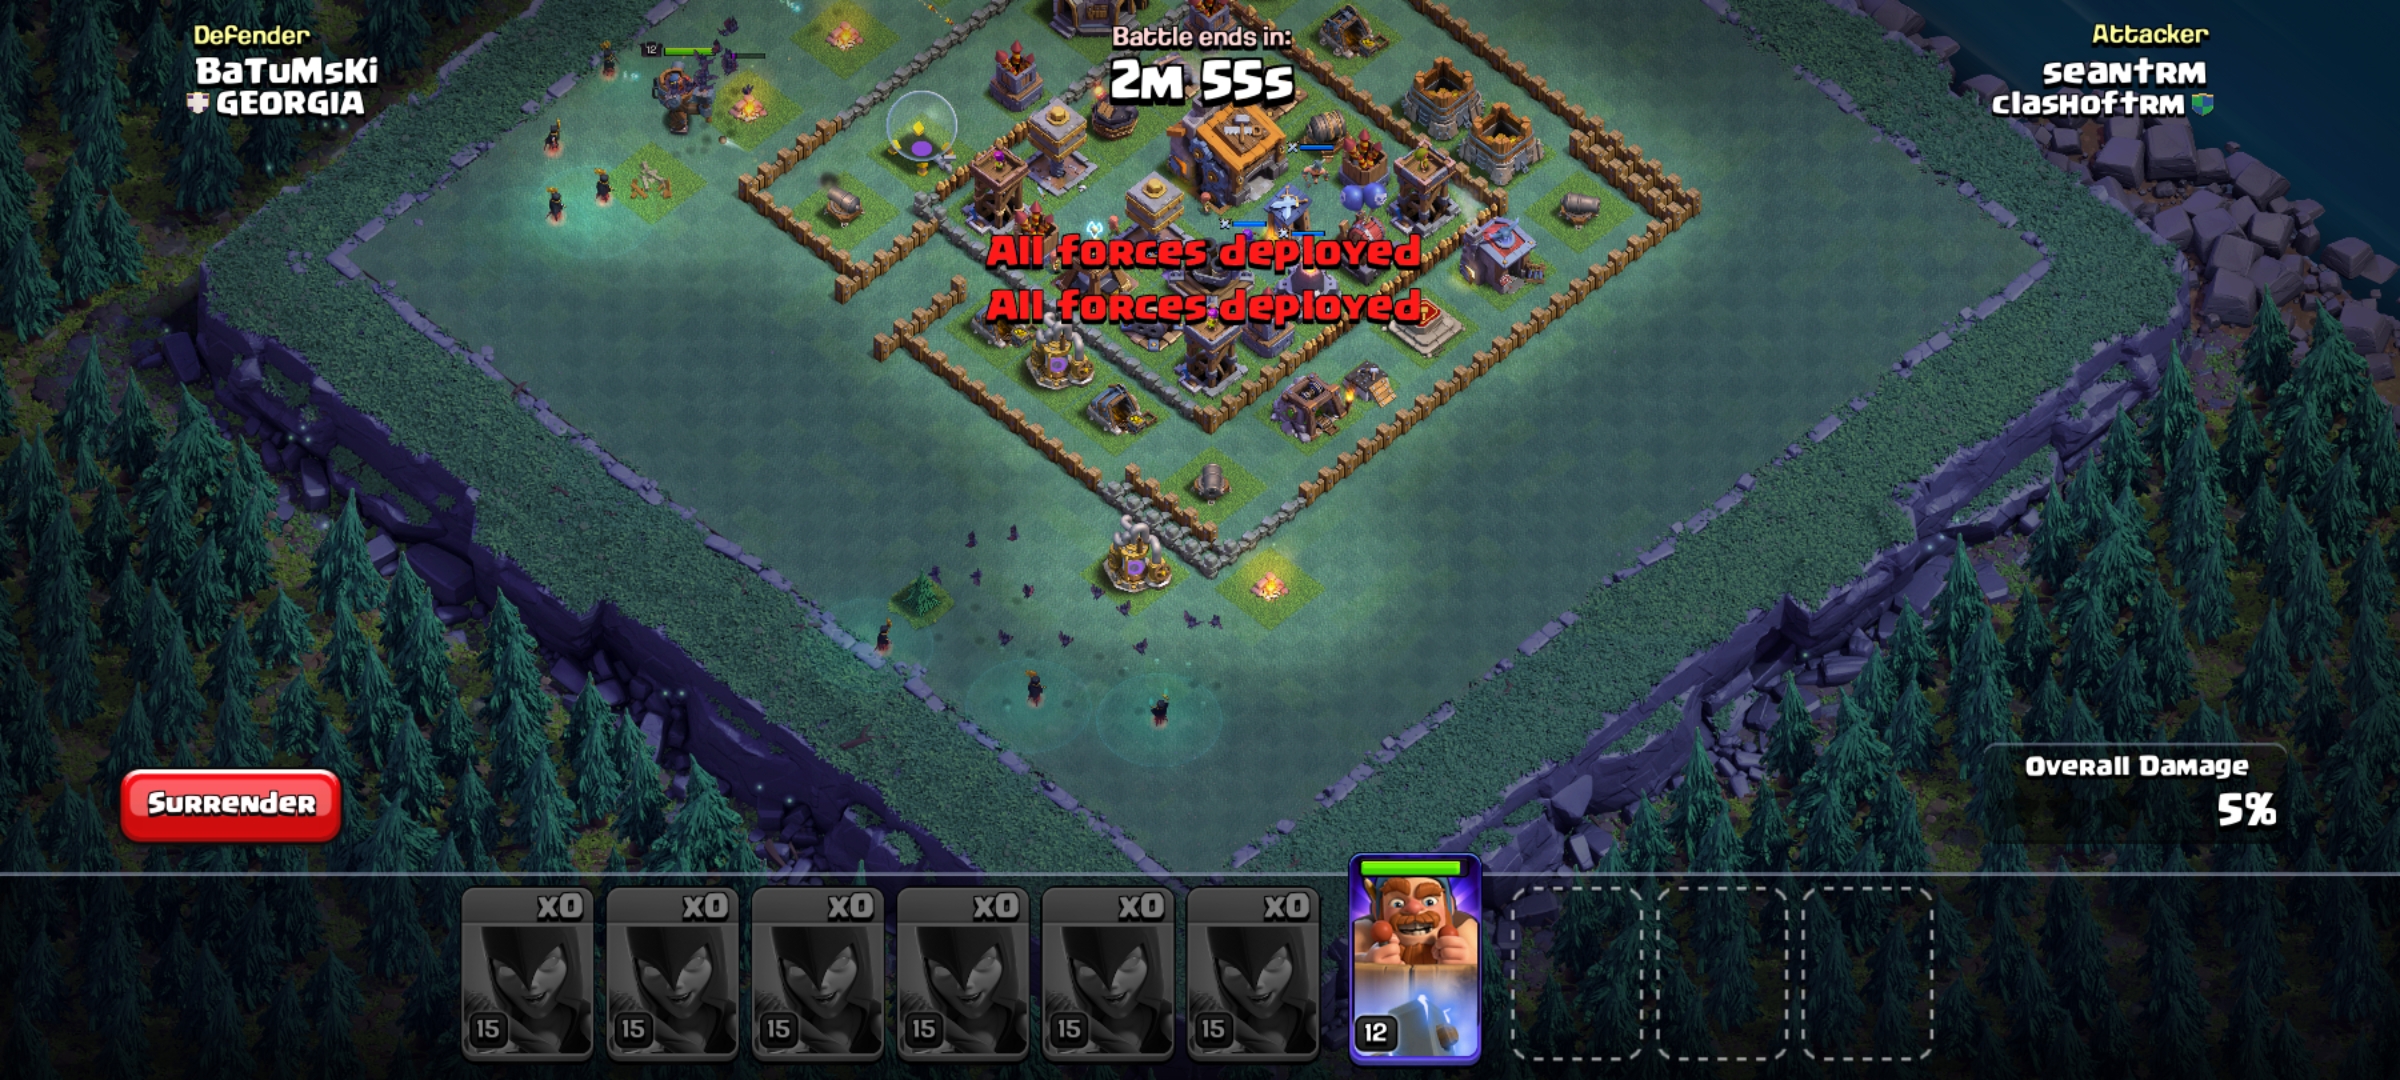 Defender
BaTuMsKi
GEORGIA
Battle ends in:
2M 55s
Attacker
seantRM
clashoftRM
12
All forces deployed
All forces deployed
Surrender
Overall Damage
5%
x0
x0
x0
x0
x0
x0
15
15
15
15
15
15
12